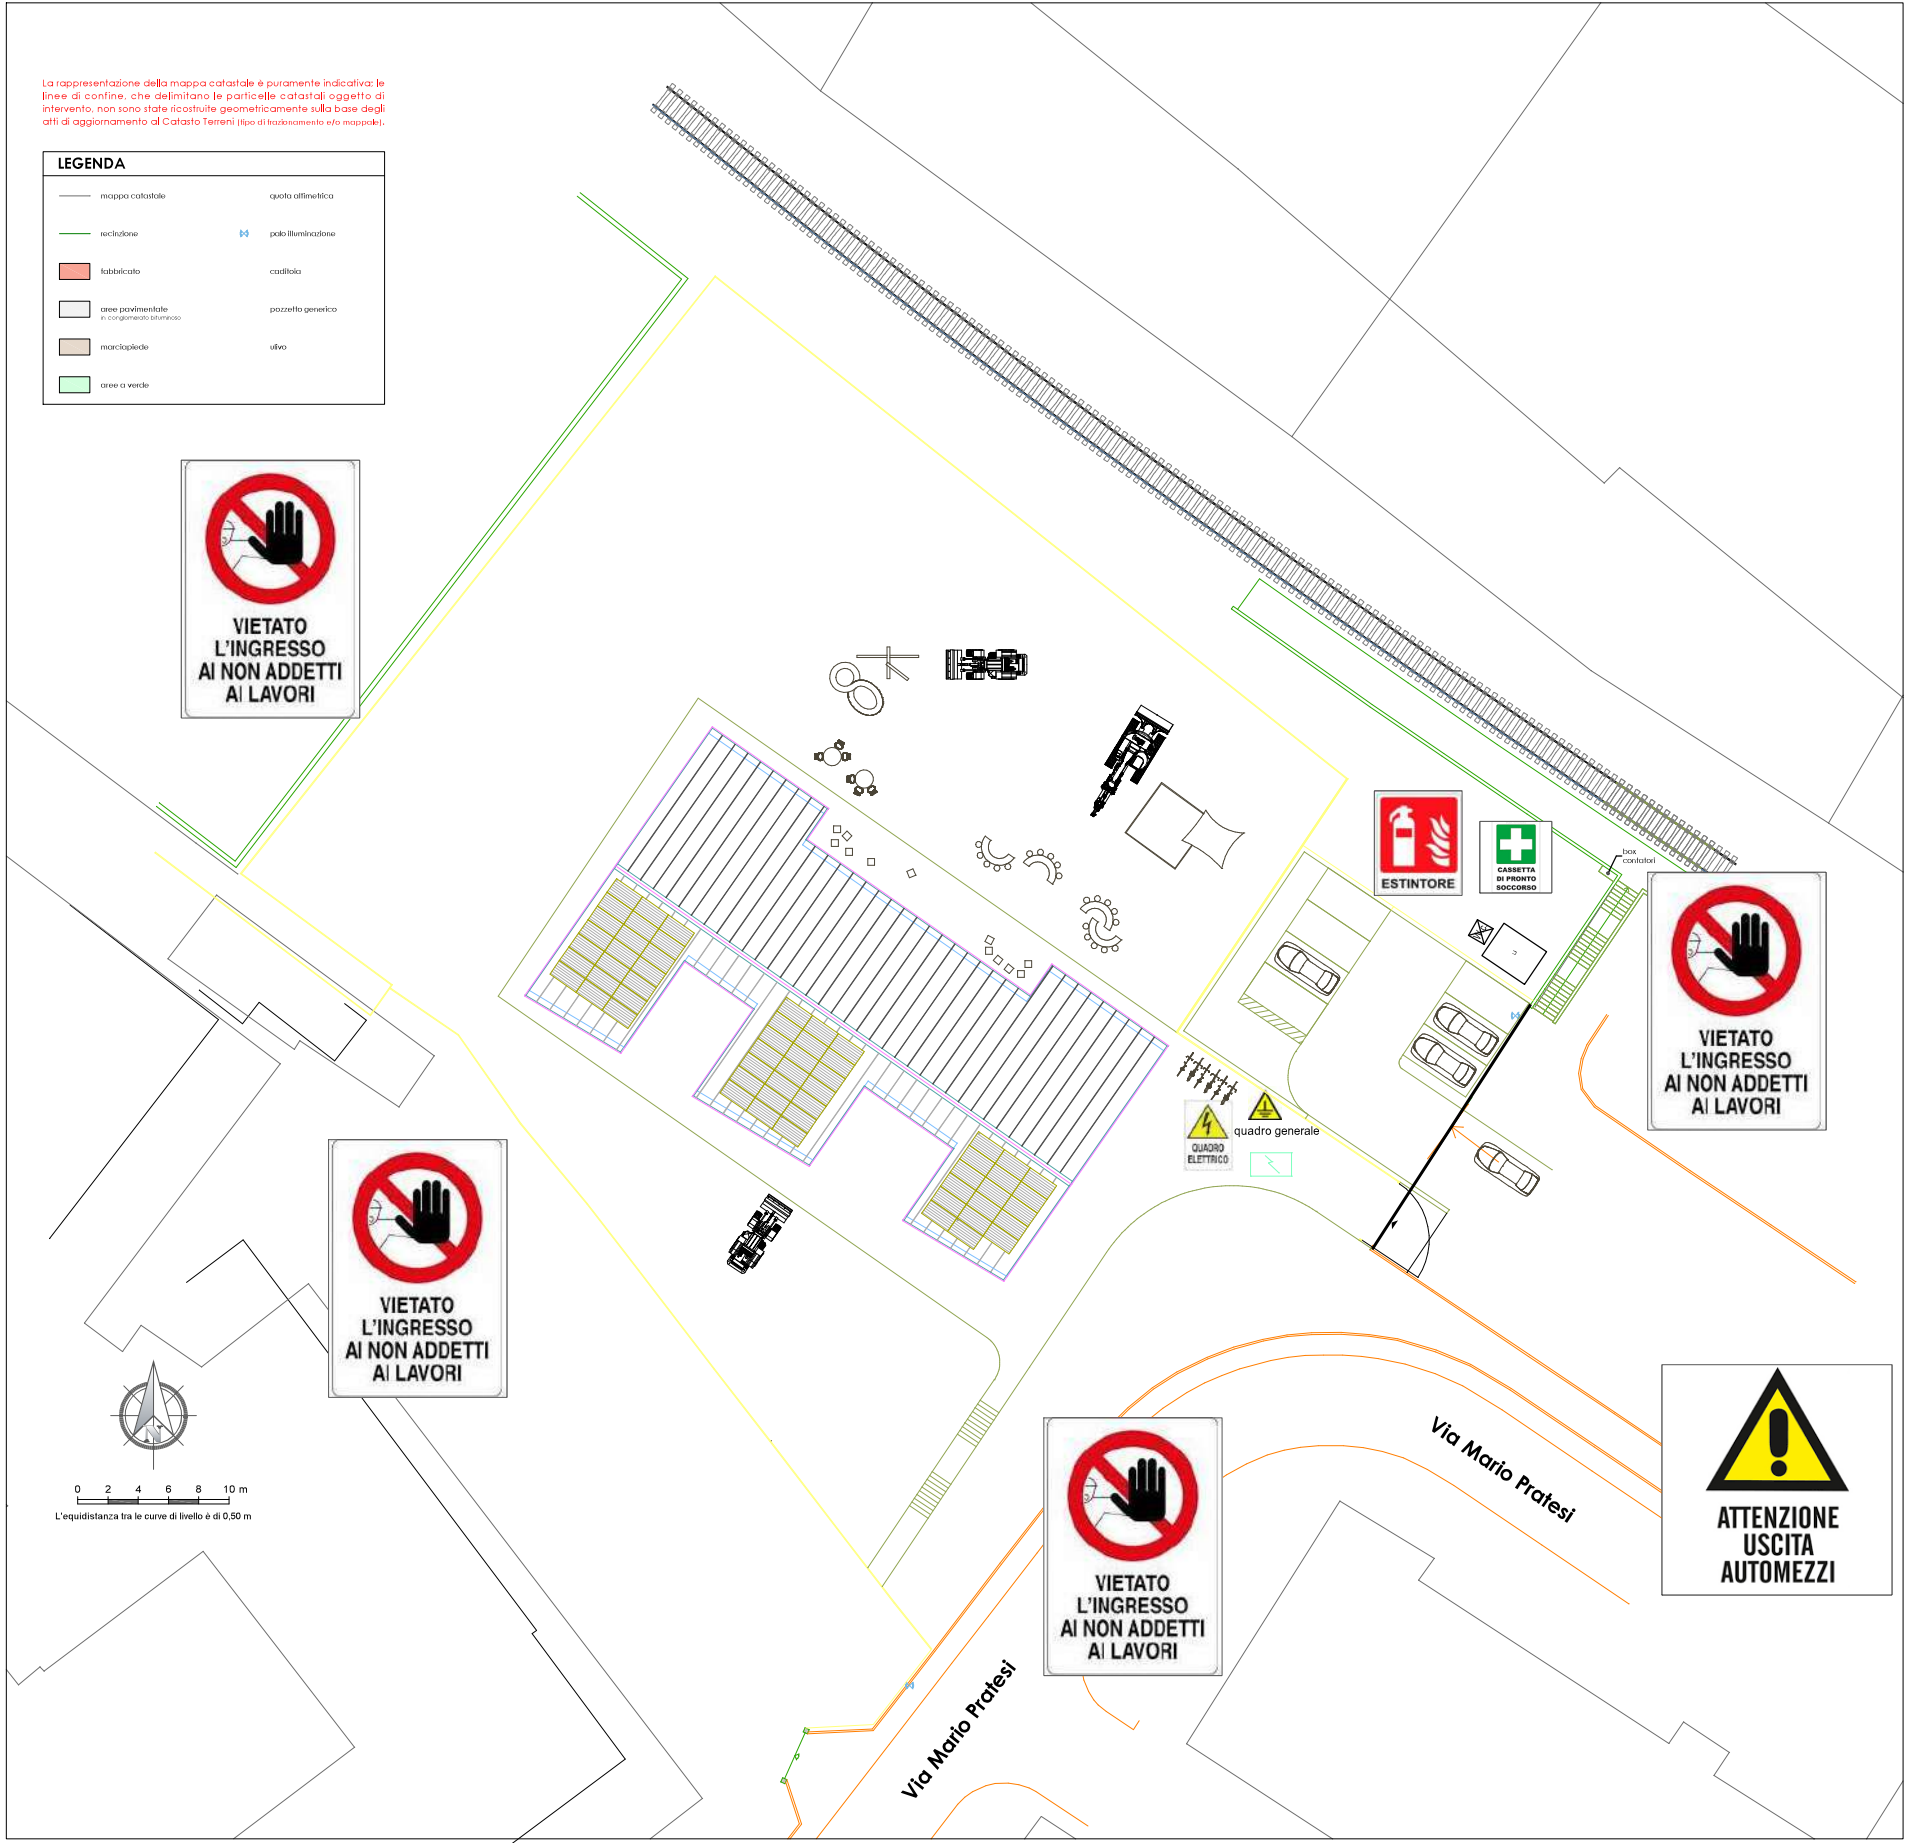 La rappresentazione della mappa catastale è puramente indicativa; le
linee di confine, che delimitano le particelle catastali oggetto di
intervento, non sono state ricostruite geometricamente sulla base degli
atti di aggiornamento al Catasto Terreni (tipo di frazionamento e/o mappale).
LEGENDA
mappa catastale
quota altimetrica
recinzione
palo illuminazione
fabbricato
caditoia
aree pavimentate
in conglomerato bituminoso
pozzetto generico
marciapiede
ulivo
aree a verde
VIETATO
L'INGRESSO
AI NON ADDETTI
AI LAVORI
ESTINTORE
CASSETTA
DI PRONTO
SOCCORSO
box
contatori
VIETATO
L'INGRESSO
AI NON ADDETTI
AI LAVORI
QUADRO
ELETTRICO
quadro generale
VIETATO
L'INGRESSO
AI NON ADDETTI
AI LAVORI
N
0 2 4 6 8 10 m
L'equidistanza tra le curve di livello è di 0,50 m
VIETATO
L'INGRESSO
AI NON ADDETTI
AI LAVORI
Via Mario Pratesi
ATTENZIONE
USCITA
AUTOMEZZI
Via Mario Pratesi